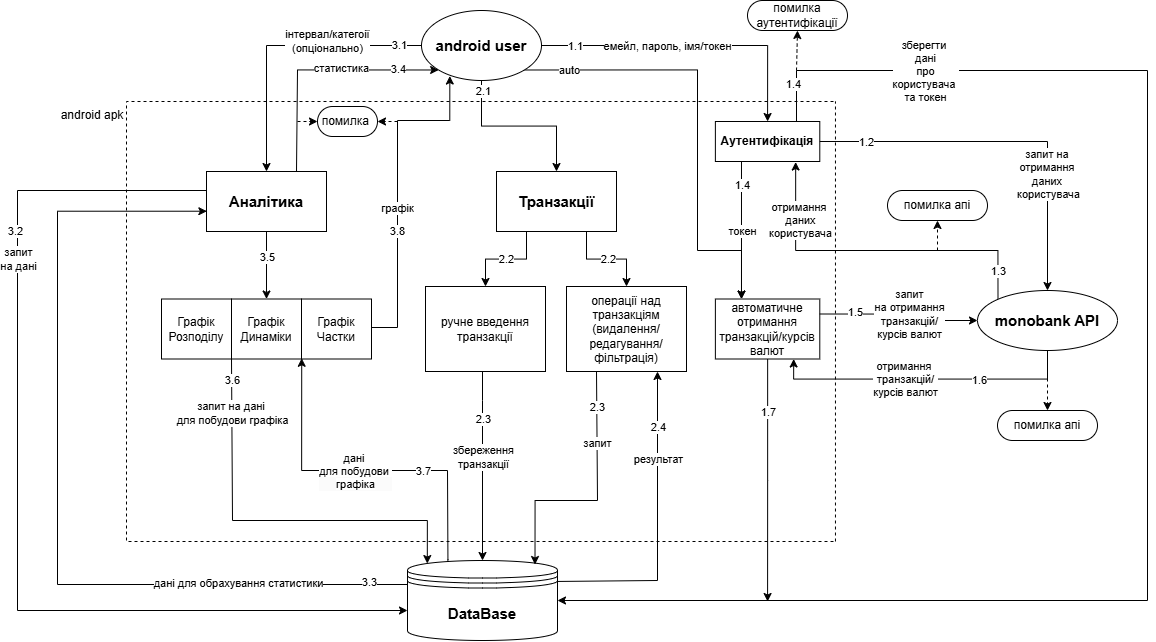 помилка
аутентифікації
android user
інтервал/категоії
(опціонально)
3.1
1.1
емейл, пароль, імя/токен
зберегти
дані
про
користувача
та токен
статистика
3.4
auto
1.4
2.1
android apk
помилка
Аутентифікація
1.2
запит на
отримання
даних
користувача
Аналітика
Транзакції
1.4
токен
отримання
даних
користувача
помилка апі
графік
3.8
3.2
запит
на дані
3.5
2.2
2.2
1.3
Графік
Розподілу
Графік
Динаміки
Графік
Частки
ручне введення
транзакції
операції над
транзакціям
(видалення/
редагування/
фільтрація)
автоматичне
отримання
транзакцій/курсів
валют
1.5
запит
на отримання
транзакцій/
курсів валют
monobank API
3.6
запит на дані
для побудови графіка
2.3
збереження
транзакції
2.3
запит
2.4
результат
1.7
отримання
транзакцій/
курсів валют
1.6
помилка апі
дані
для побудови
графіка
3.7
дані для обрахування статистики
3.3
DataBase